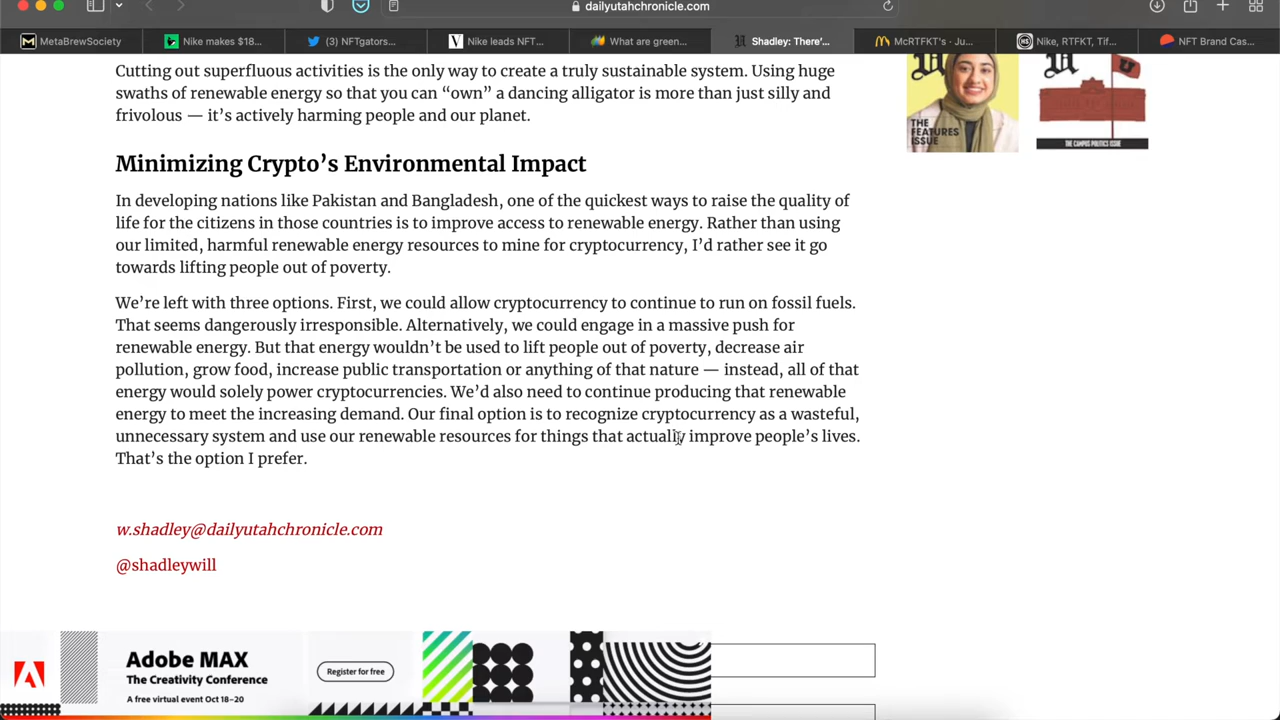 dailyutahchronicle.com
MetaBrewSociety
Nike makes $18...
(3) NFTgators...
Nike leads NFT...
What are green...
Shadley: There'...
McRTFKT's · Ju...
Nike, RTFKT, Tif...
NFT Brand Cas...
Cutting out superfluous activities is the only way to create a truly sustainable system. Using huge
swaths of renewable energy so that you can “own” a dancing alligator is more than just silly and
frivolous — it’s actively harming people and our planet.
THE
FEATURES
ISSUE
THE CAMPUS POLITICS ISSUE
Minimizing Crypto’s Environmental Impact
In developing nations like Pakistan and Bangladesh, one of the quickest ways to raise the quality of
life for the citizens in those countries is to improve access to renewable energy. Rather than using
our limited, harmful renewable energy resources to mine for cryptocurrency, I’d rather see it go
towards lifting people out of poverty.
We’re left with three options. First, we could allow cryptocurrency to continue to run on fossil fuels.
That seems dangerously irresponsible. Alternatively, we could engage in a massive push for
renewable energy. But that energy wouldn’t be used to lift people out of poverty, decrease air
pollution, grow food, increase public transportation or anything of that nature — instead, all of that
energy would solely power cryptocurrencies. We’d also need to continue producing that renewable
energy to meet the increasing demand. Our final option is to recognize cryptocurrency as a wasteful,
unnecessary system and use our renewable resources for things that actually improve people’s lives.
That’s the option I prefer.
w.shadley@dailyutahchronicle.com
@shadleywill
Adobe MAX
The Creativity Conference
A free virtual event Oct 18–20
Register for free